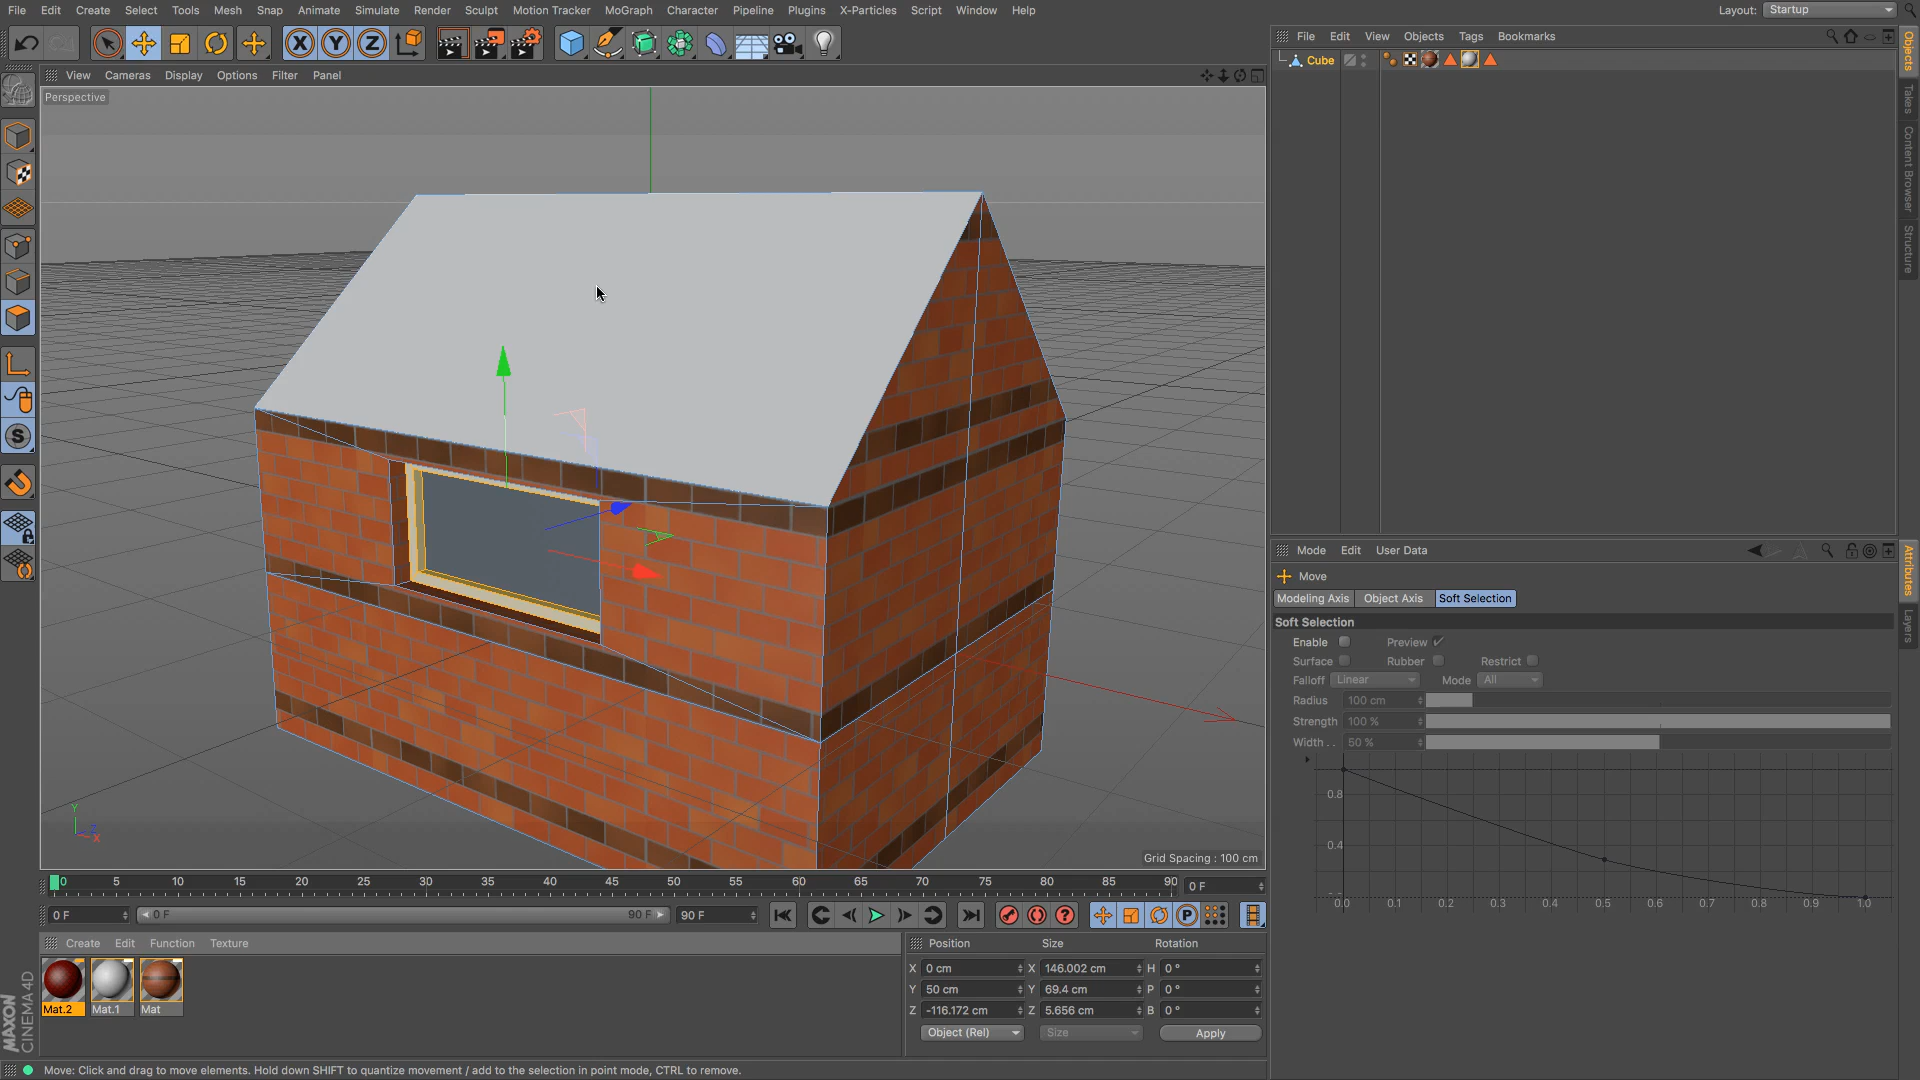 File Edit Create Select Tools Mesh Snap Animate Simulate Render Sculpt Motion Tracker MoGraph Character Pipeline Plugins X-Particles Script Window Help Layout: Startup
X Y Z
File Edit View Objects Tags Bookmarks
Cube
View Cameras Display Options Filter Panel
Perspective
S
Y
Z
X
Grid Spacing : 100 cm
Objects
Takes
Content Browser
Structure
Mode Edit User Data
Move
Modeling Axis Object Axis Soft Selection
Soft Selection
Enable Preview
Surface Rubber Restrict
Falloff Linear Mode All
Radius 100 cm
Strength 100 %
Width . . 50 %
0.8
0.4
0.0 0.1 0.2 0.3 0.4 0.5 0.6 0.7 0.8 0.9 1.0
Attributes
Layers
0 5 10 15 20 25 30 35 40 45 50 55 60 65 70 75 80 85 90 0 F
0 F 0 F 90 F 90 F
? P
Create Edit Function Texture
Mat.2 Mat.1 Mat
Position Size Rotation
X 0 cm X 146.002 cm H 0 °
Y 50 cm Y 69.4 cm P 0 °
Z -116.172 cm Z 5.656 cm B 0 °
Object (Rel) Size Apply
MAXON
CINEMA 4D
Move: Click and drag to move elements. Hold down SHIFT to quantize movement / add to the selection in point mode, CTRL to remove.